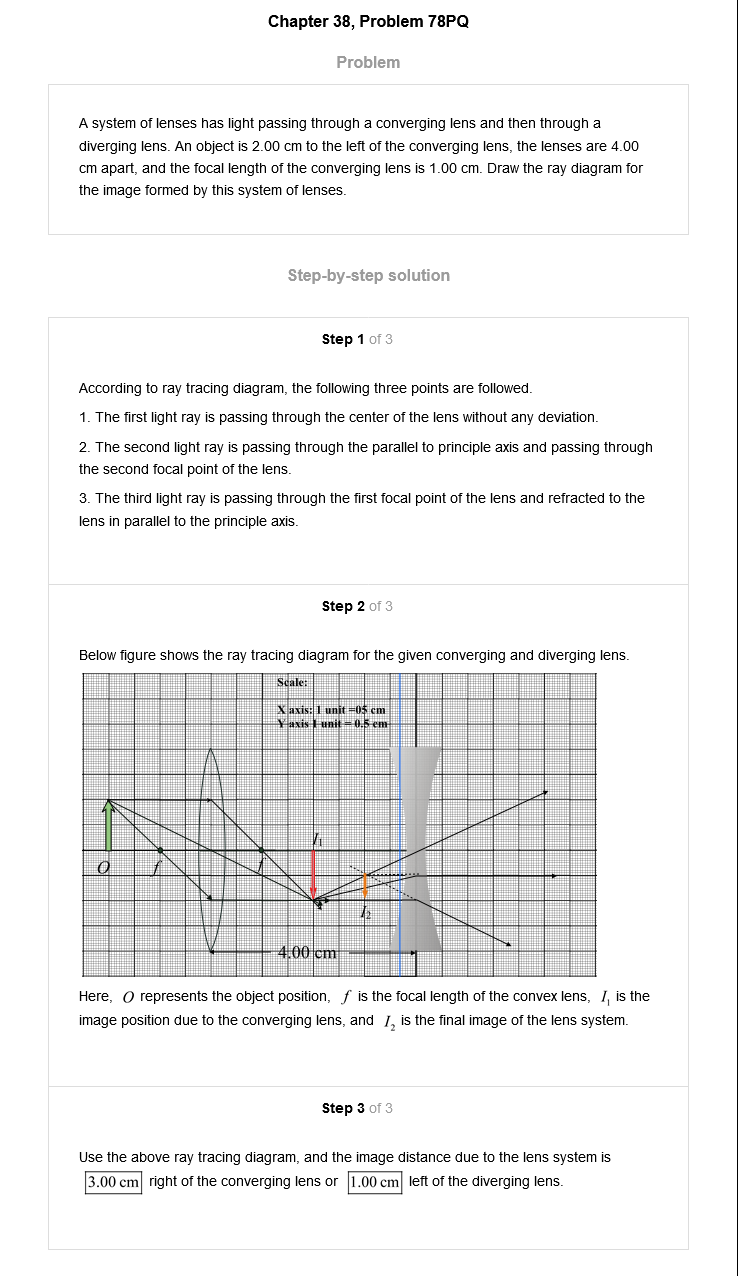 Chapter 38, Problem 78PQ
Problem
A system of lenses has light passing through a converging lens and then through a
diverging lens. An object is 2.00 cm to the left of the converging lens, the lenses are 4.00
cm apart, and the focal length of the converging lens is 1.00 cm. Draw the ray diagram for
the image formed by this system of lenses.
Step-by-step solution
Step 1 of 3
According to ray tracing diagram, the following three points are followed.
1. The first light ray is passing through the center of the lens without any deviation.
2. The second light ray is passing through the parallel to principle axis and passing through
the second focal point of the lens.
3. The third light ray is passing through the first focal point of the lens and refracted to the
lens in parallel to the principle axis.
Step 2 of 3
Below figure shows the ray tracing diagram for the given converging and diverging lens.
Scale:
X axis: 1 unit =05 cm
Y axis 1 unit = 0.5 cm
I₁
O f f
I₂
4.00 cm
Here, O represents the object position, f is the focal length of the convex lens, I₁ is the
image position due to the converging lens, and I₂ is the final image of the lens system.
Step 3 of 3
Use the above ray tracing diagram, and the image distance due to the lens system is
3.00 cm right of the converging lens or 1.00 cm left of the diverging lens.